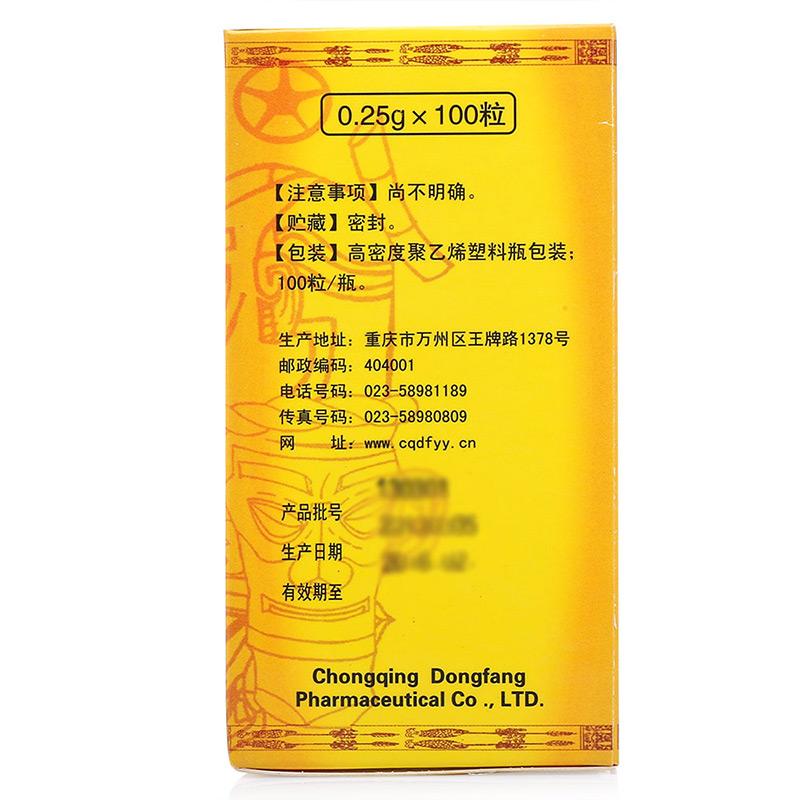 0.25g×100粒
【注意事项】尚不明确。
【贮藏】密封。
【包装】高密度聚乙烯塑料瓶包装；
100粒/瓶。
生产地址：重庆市万州区王牌路1378号
邮政编码：404001
电话号码：023-58981189
传真号码：023-58980809
网　　址：www.cqdfyy.cn
产品批号
生产日期
有效期至
Chongqing Dongfang
Pharmaceutical Co ., LTD.